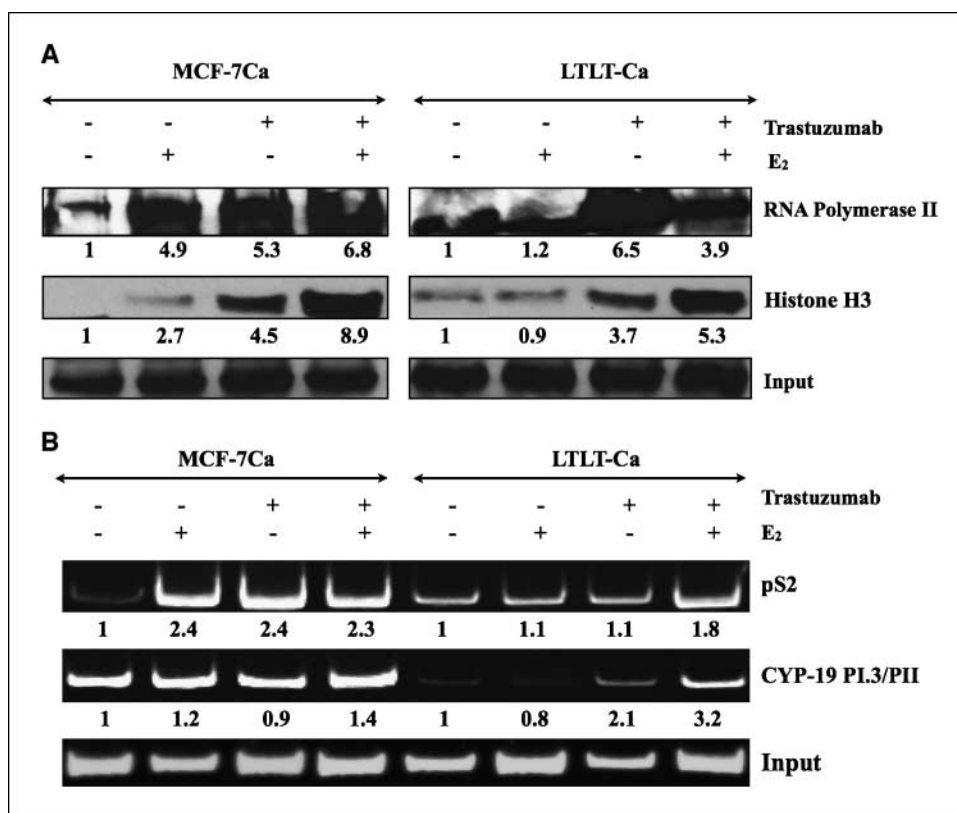 A
MCF-7Ca LTLT-Ca
- - + + - - + + Trastuzumab
- + - + - + - + E₂
RNA Polymerase II
1 4.9 5.3 6.8 1 1.2 6.5 3.9
Histone H3
1 2.7 4.5 8.9 1 0.9 3.7 5.3
Input
B
MCF-7Ca LTLT-Ca
- - + + - - + + Trastuzumab
- + - + - + - + E₂
pS2
1 2.4 2.4 2.3 1 1.1 1.1 1.8
CYP-19 PI.3/PII
1 1.2 0.9 1.4 1 0.8 2.1 3.2
Input